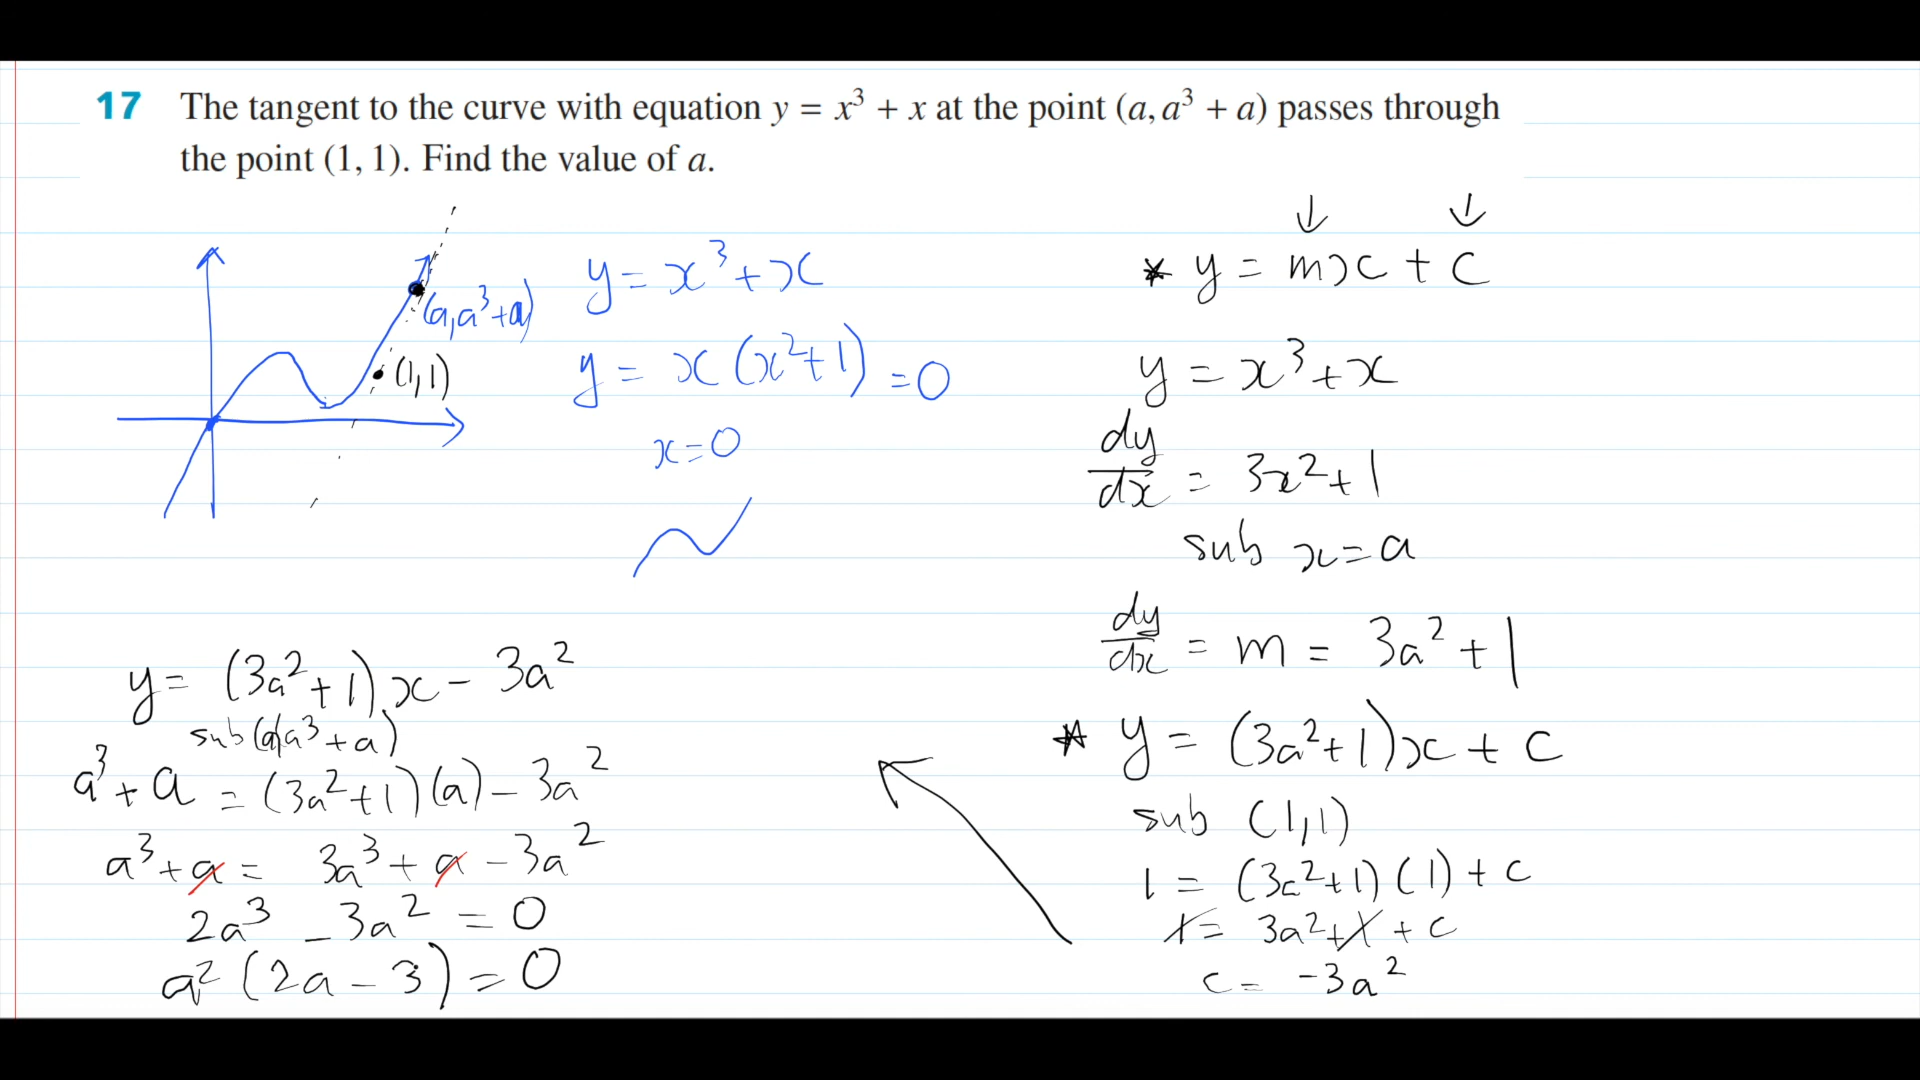 17 The tangent to the curve with equation y = x³ + x at the point (a, a³ + a) passes through
the point (1, 1). Find the value of a.
(a, a³+a)
(1,1)
y = x³+x
y = x(x²+1) = 0
x=0
* y = mx + c
y = x³+x
dy/dx = 3x²+1
sub x=a
dy/dx = m = 3a²+1
* y = (3a²+1)x + c
sub (1,1)
1 = (3a²+1)(1) + c
1 = 3a²+1 + c
c = -3a²
y = (3a²+1)x - 3a²
sub (a,a³+a)
a³+a = (3a²+1)(a) - 3a²
a³+a = 3a³+a-3a²
2a³-3a² = 0
a²(2a-3) = 0